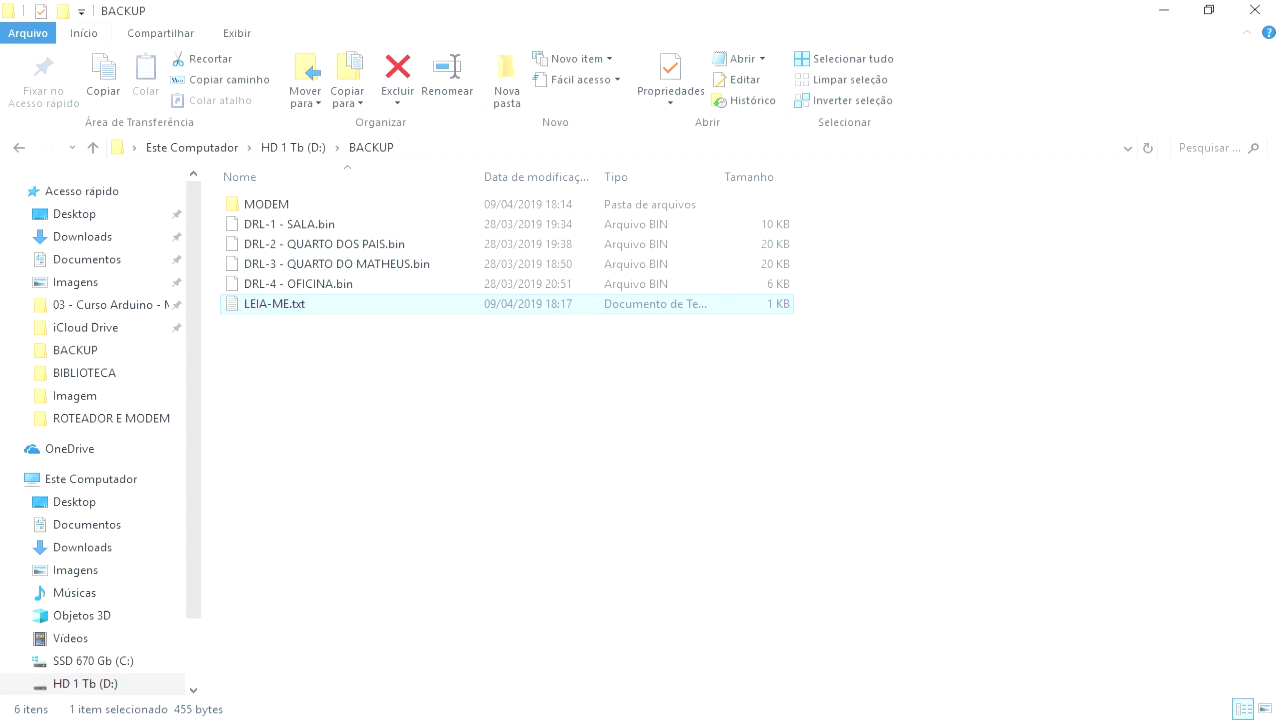 BACKUP
Arquivo Início Compartilhar Exibir
Fixar no Acesso rápido
Copiar
Colar
Recortar
Copiar caminho
Colar atalho
Área de Transferência
Mover para
Copiar para
Excluir
Renomear
Organizar
Nova pasta
Novo item
Fácil acesso
Novo
Propriedades
Abrir
Editar
Histórico
Abrir
Selecionar tudo
Limpar seleção
Inverter seleção
Selecionar
Este Computador > HD 1 Tb (D:) > BACKUP
Pesquisar ...
Acesso rápido
Desktop
Downloads
Documentos
Imagens
03 - Curso Arduino - M
iCloud Drive
BACKUP
BIBLIOTECA
Imagem
ROTEADOR E MODEM
OneDrive
Este Computador
Desktop
Documentos
Downloads
Imagens
Músicas
Objetos 3D
Vídeos
SSD 670 Gb (C:)
HD 1 Tb (D:)
Nome Data de modificaç... Tipo Tamanho
MODEM 09/04/2019 18:14 Pasta de arquivos
DRL-1 - SALA.bin 28/03/2019 19:34 Arquivo BIN 10 KB
DRL-2 - QUARTO DOS PAIS.bin 28/03/2019 19:38 Arquivo BIN 20 KB
DRL-3 - QUARTO DO MATHEUS.bin 28/03/2019 18:50 Arquivo BIN 20 KB
DRL-4 - OFICINA.bin 28/03/2019 20:51 Arquivo BIN 6 KB
LEIA-ME.txt 09/04/2019 18:17 Documento de Te... 1 KB
6 itens 1 item selecionado 455 bytes